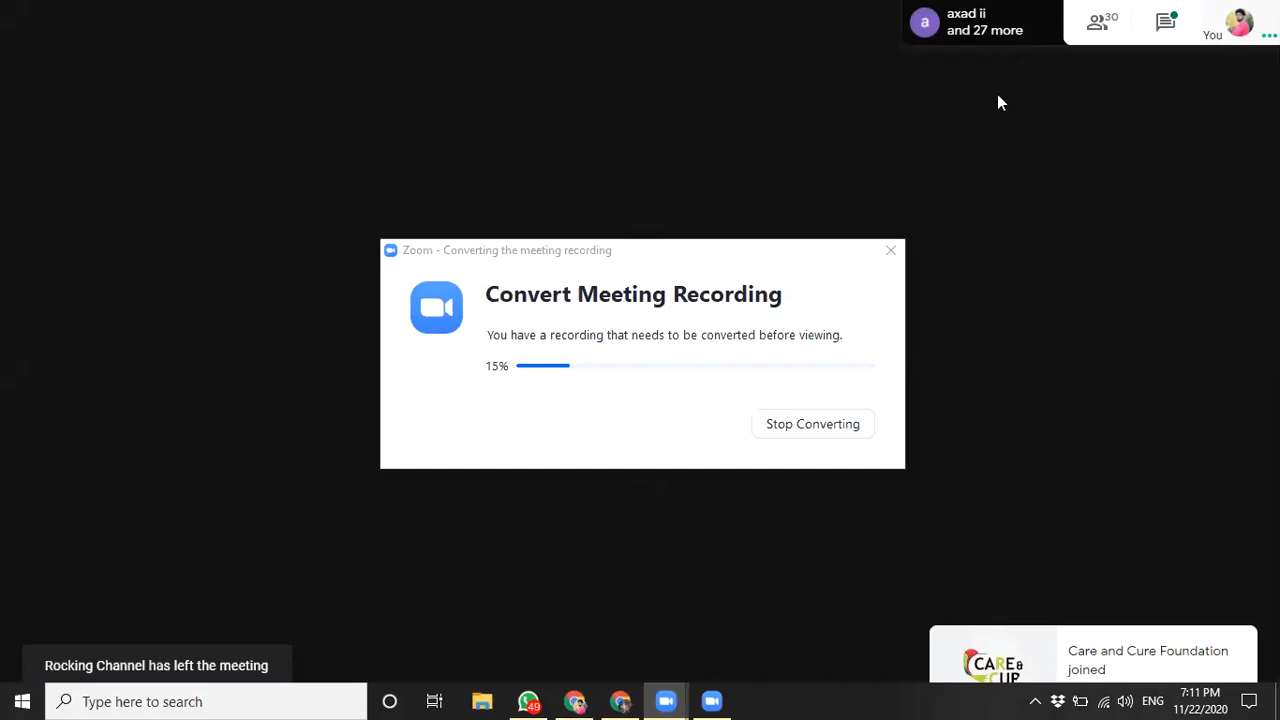 axad ii
a
and 27 more
30
You
Zoom - Converting the meeting recording
Convert Meeting Recording
You have a recording that needs to be converted before viewing.
15%
Stop Converting
Rocking Channel has left the meeting
CARE &
Care and Cure Foundation
joined
Type here to search
49
ENG
7:11 PM
11/22/2020